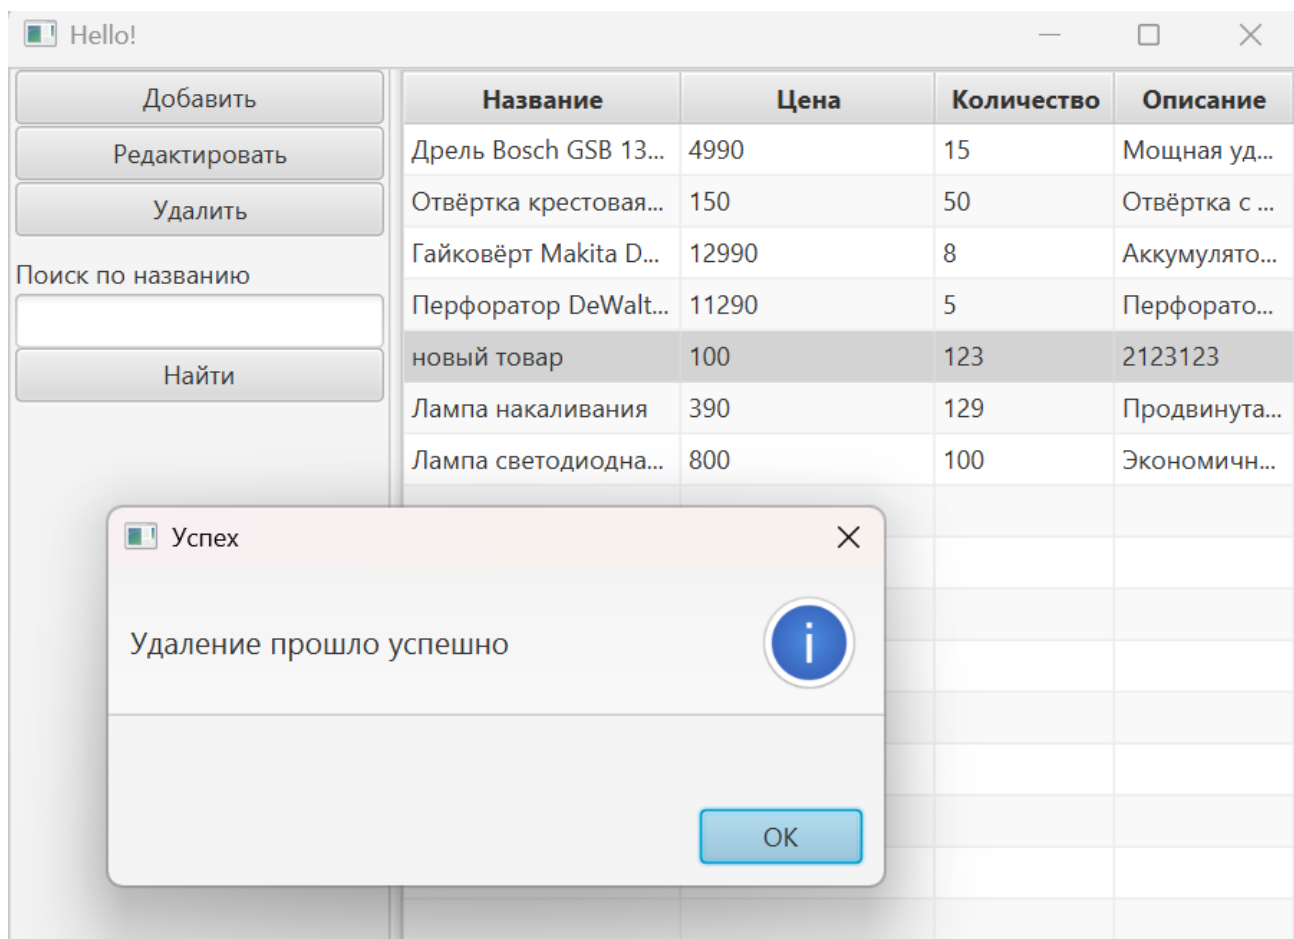 Hello!
Добавить
Редактировать
Удалить
Поиск по названию
Найти
Название Цена Количество Описание
Дрель Bosch GSB 13... 4990 15 Мощная уд...
Отвёртка крестовая... 150 50 Отвёртка с ...
Гайковёрт Makita D... 12990 8 Аккумулято...
Перфоратор DeWalt... 11290 5 Перфорато...
новый товар 100 123 2123123
Лампа накаливания 390 129 Продвинута...
Лампа светодиодна... 800 100 Экономичн...
Успех
Удаление прошло успешно
OK